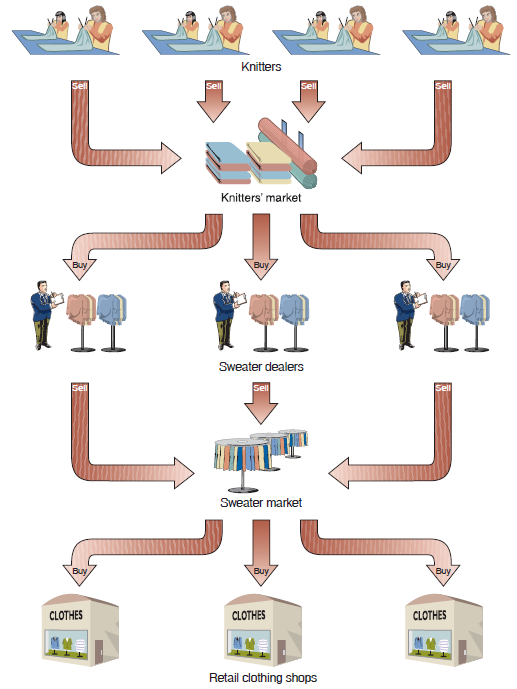 Knitters
Sell
Sell
Sell
Sell
Knitters' market
Buy
Buy
Buy
Sweater dealers
Sell
Sell
Sell
Sweater market
Buy
Buy
Buy
CLOTHES
CLOTHES
CLOTHES
Retail clothing shops